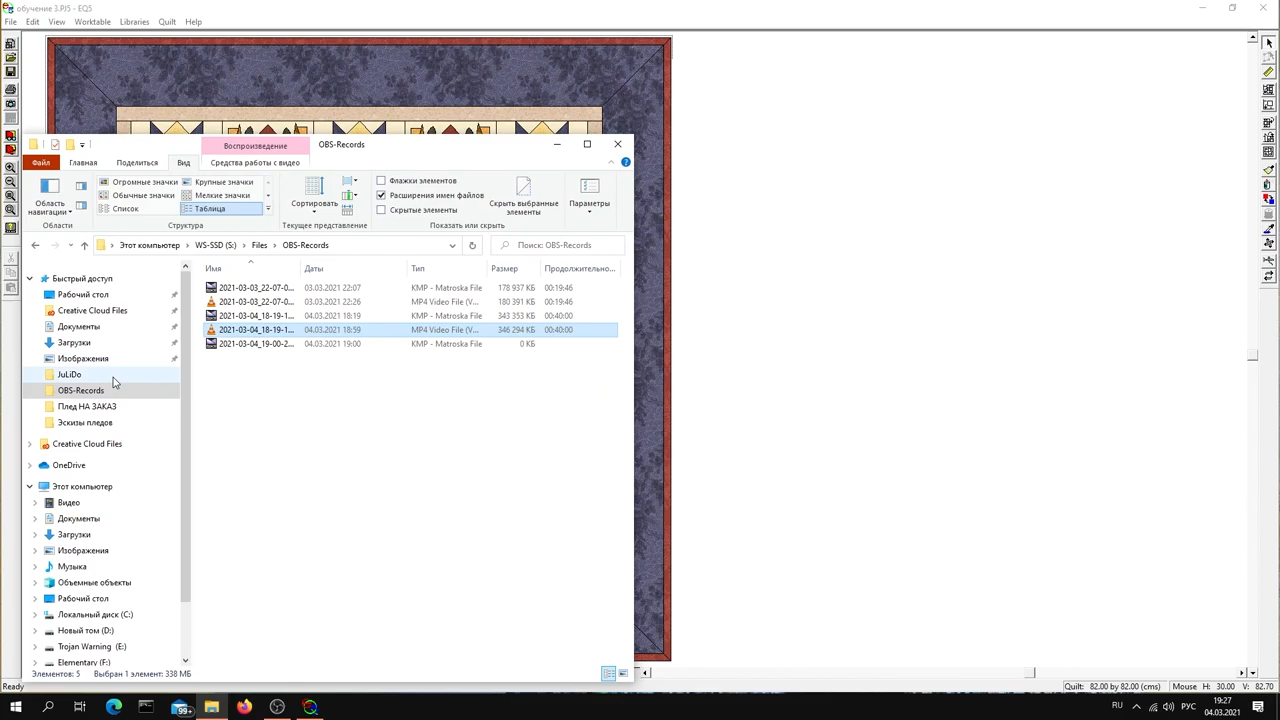 обучение 3.PJ5 - EQ5
File Edit View Worktable Libraries Quilt Help
Воспроизведение OBS-Records
Файл Главная Поделиться Вид Средства работы с видео
Огромные значки Крупные значки
Обычные значки Мелкие значки
Список Таблица
Область навигации
Сортировать
Флажки элементов
Расширения имен файлов
Скрытые элементы
Скрыть выбранные элементы
Параметры
Области Структура Текущее представление Показать или скрыть
Этот компьютер WS-SSD (S:) Files OBS-Records Поиск: OBS-Records
Имя Даты Тип Размер Продолжительно...
2021-03-03_22-07-0... 03.03.2021 22:07 KMP - Matroska File 178 937 КБ 00:19:46
2021-03-03_22-07-0... 03.03.2021 22:26 MP4 Video File (V... 180 391 КБ 00:19:46
2021-03-04_18-19-1... 04.03.2021 18:19 KMP - Matroska File 343 353 КБ 00:40:00
2021-03-04_18-19-1... 04.03.2021 18:59 MP4 Video File (V... 346 294 КБ 00:40:00
2021-03-04_19-00-2... 04.03.2021 19:00 KMP - Matroska File 0 КБ
Быстрый доступ
Рабочий стол
Creative Cloud Files
Документы
Загрузки
Изображения
JuLiDo
OBS-Records
Плед НА ЗАКАЗ
Эскизы пледов
Creative Cloud Files
OneDrive
Этот компьютер
Видео
Документы
Загрузки
Изображения
Музыка
Объемные объекты
Рабочий стол
Локальный диск (C:)
Новый том (D:)
Trojan Warning (E:)
Elementary (F:)
Элементов: 5 Выбран 1 элемент: 338 МБ
Ready Quilt: 82.00 by 82.00 (cms) Mouse H: 30.00 V: 82.70
99+ RU РУС 19:27
04.03.2021